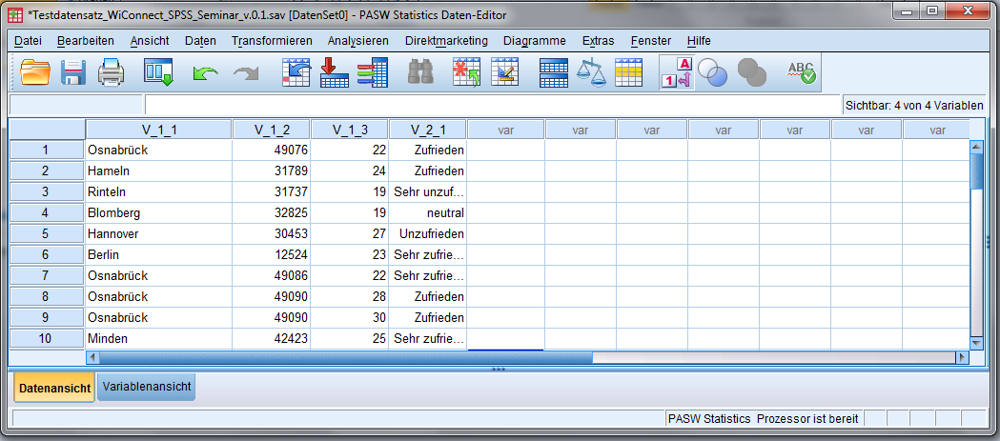 *Testdatensatz_WiConnect_SPSS_Seminar_v.0.1.sav [DatenSet0] - PASW Statistics Daten-Editor
Datei Bearbeiten Ansicht Daten Transformieren Analysieren Direktmarketing Diagramme Extras Fenster Hilfe
1 A ABC
Sichtbar: 4 von 4 Variablen
V_1_1 V_1_2 V_1_3 V_2_1 var var var var var var var
1 Osnabrück 49076 22 Zufrieden
2 Hameln 31789 24 Zufrieden
3 Rinteln 31737 19 Sehr unzuf...
4 Blomberg 32825 19 neutral
5 Hannover 30453 27 Unzufrieden
6 Berlin 12524 23 Sehr zufrie...
7 Osnabrück 49086 22 Sehr zufrie...
8 Osnabrück 49090 28 Zufrieden
9 Osnabrück 49090 30 Zufrieden
10 Minden 42423 25 Sehr zufrie...
Datenansicht Variablenansicht
PASW Statistics Prozessor ist bereit